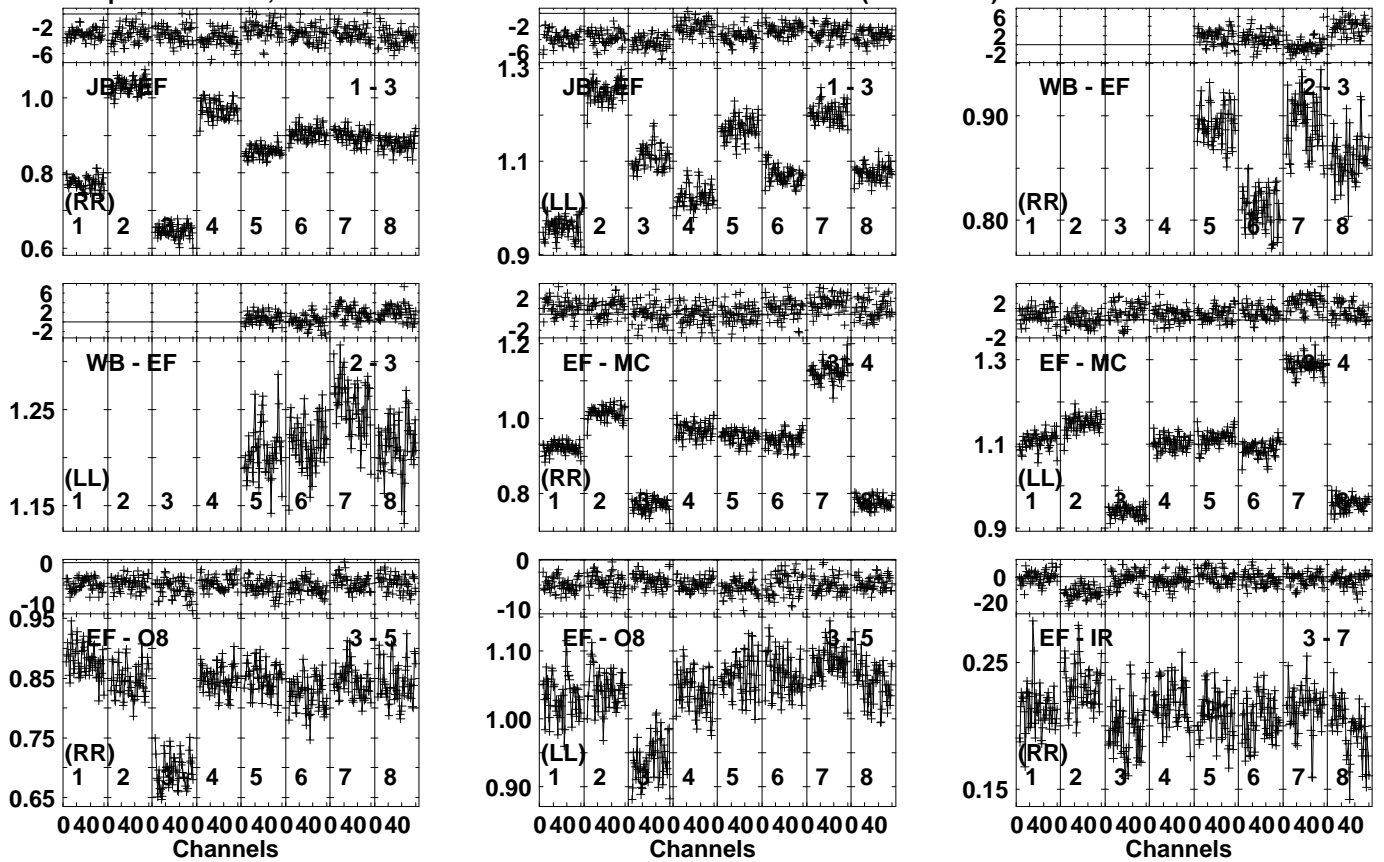 -2
-6
JB - EF 1 - 3
1.0
0.8
0.6
(RR)
1 2 3 4 5 6 7 8
-2
-6
1.3
JB - EF 1 - 3
1.1
0.9
(LL)
1 2 3 4 5 6 7 8
6
2
-2
WB - EF 2 - 3
0.90
0.80
(RR)
1 2 3 4 5 6 7 8
6
2
-2
WB - EF 2 - 3
1.25
1.15
(LL)
1 2 3 4 5 6 7 8
2
-2
1.2
EF - MC 3 - 4
1.0
0.8
(RR)
1 2 3 4 5 6 7 8
2
-2
1.3
EF - MC 3 - 4
1.1
0.9
(LL)
1 2 3 4 5 6 7 8
0
-10
0.95
EF - O8 3 - 5
0.85
0.75
0.65
(RR)
1 2 3 4 5 6 7 8
0 40 0 40 0 40 0 40 0 40 0 40 0 40 0 40
Channels
0
-10
EF - O8 3 - 5
1.10
1.00
0.90
(LL)
1 2 3 4 5 6 7 8
0 40 0 40 0 40 0 40 0 40 0 40 0 40 0 40
Channels
0
-20
EF - IR 3 - 7
0.25
0.15
(RR)
1 2 3 4 5 6 7 8
0 40 0 40 0 40 0 40 0 40 0 40 0 40 0 40
Channels